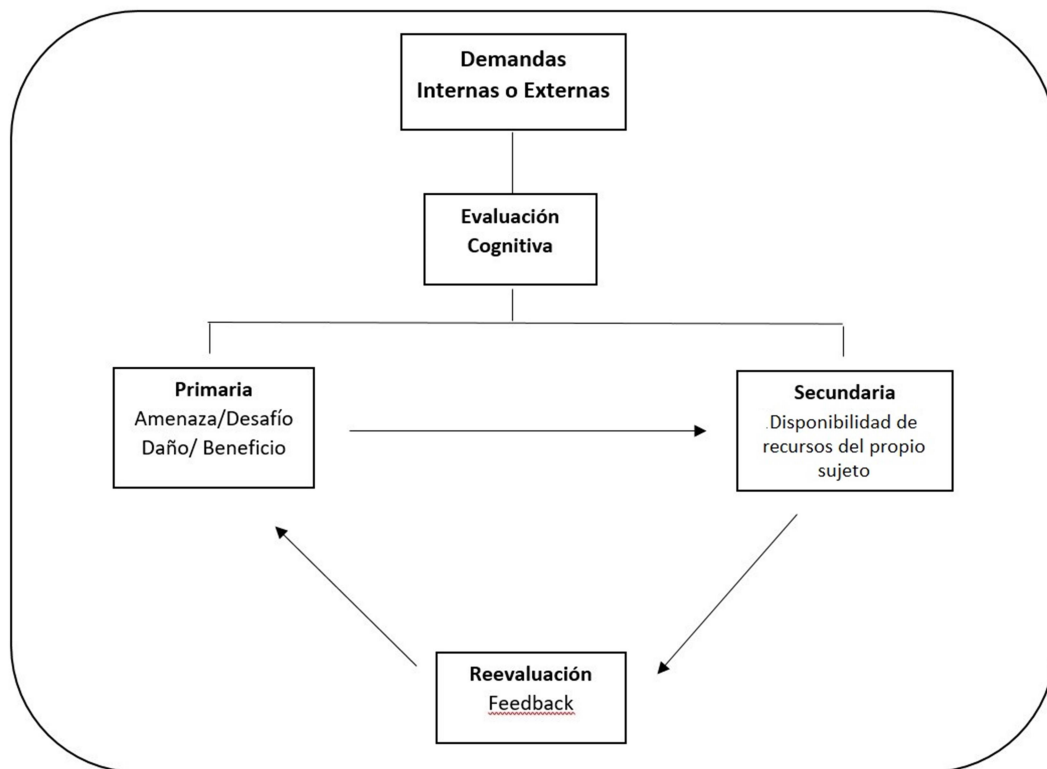 Demandas
Internas o Externas
Evaluación
Cognitiva
Primaria
Amenaza/Desafío
Daño/ Beneficio
Secundaria
.Disponibilidad de
recursos del propio
sujeto
Reevaluación
Feedback